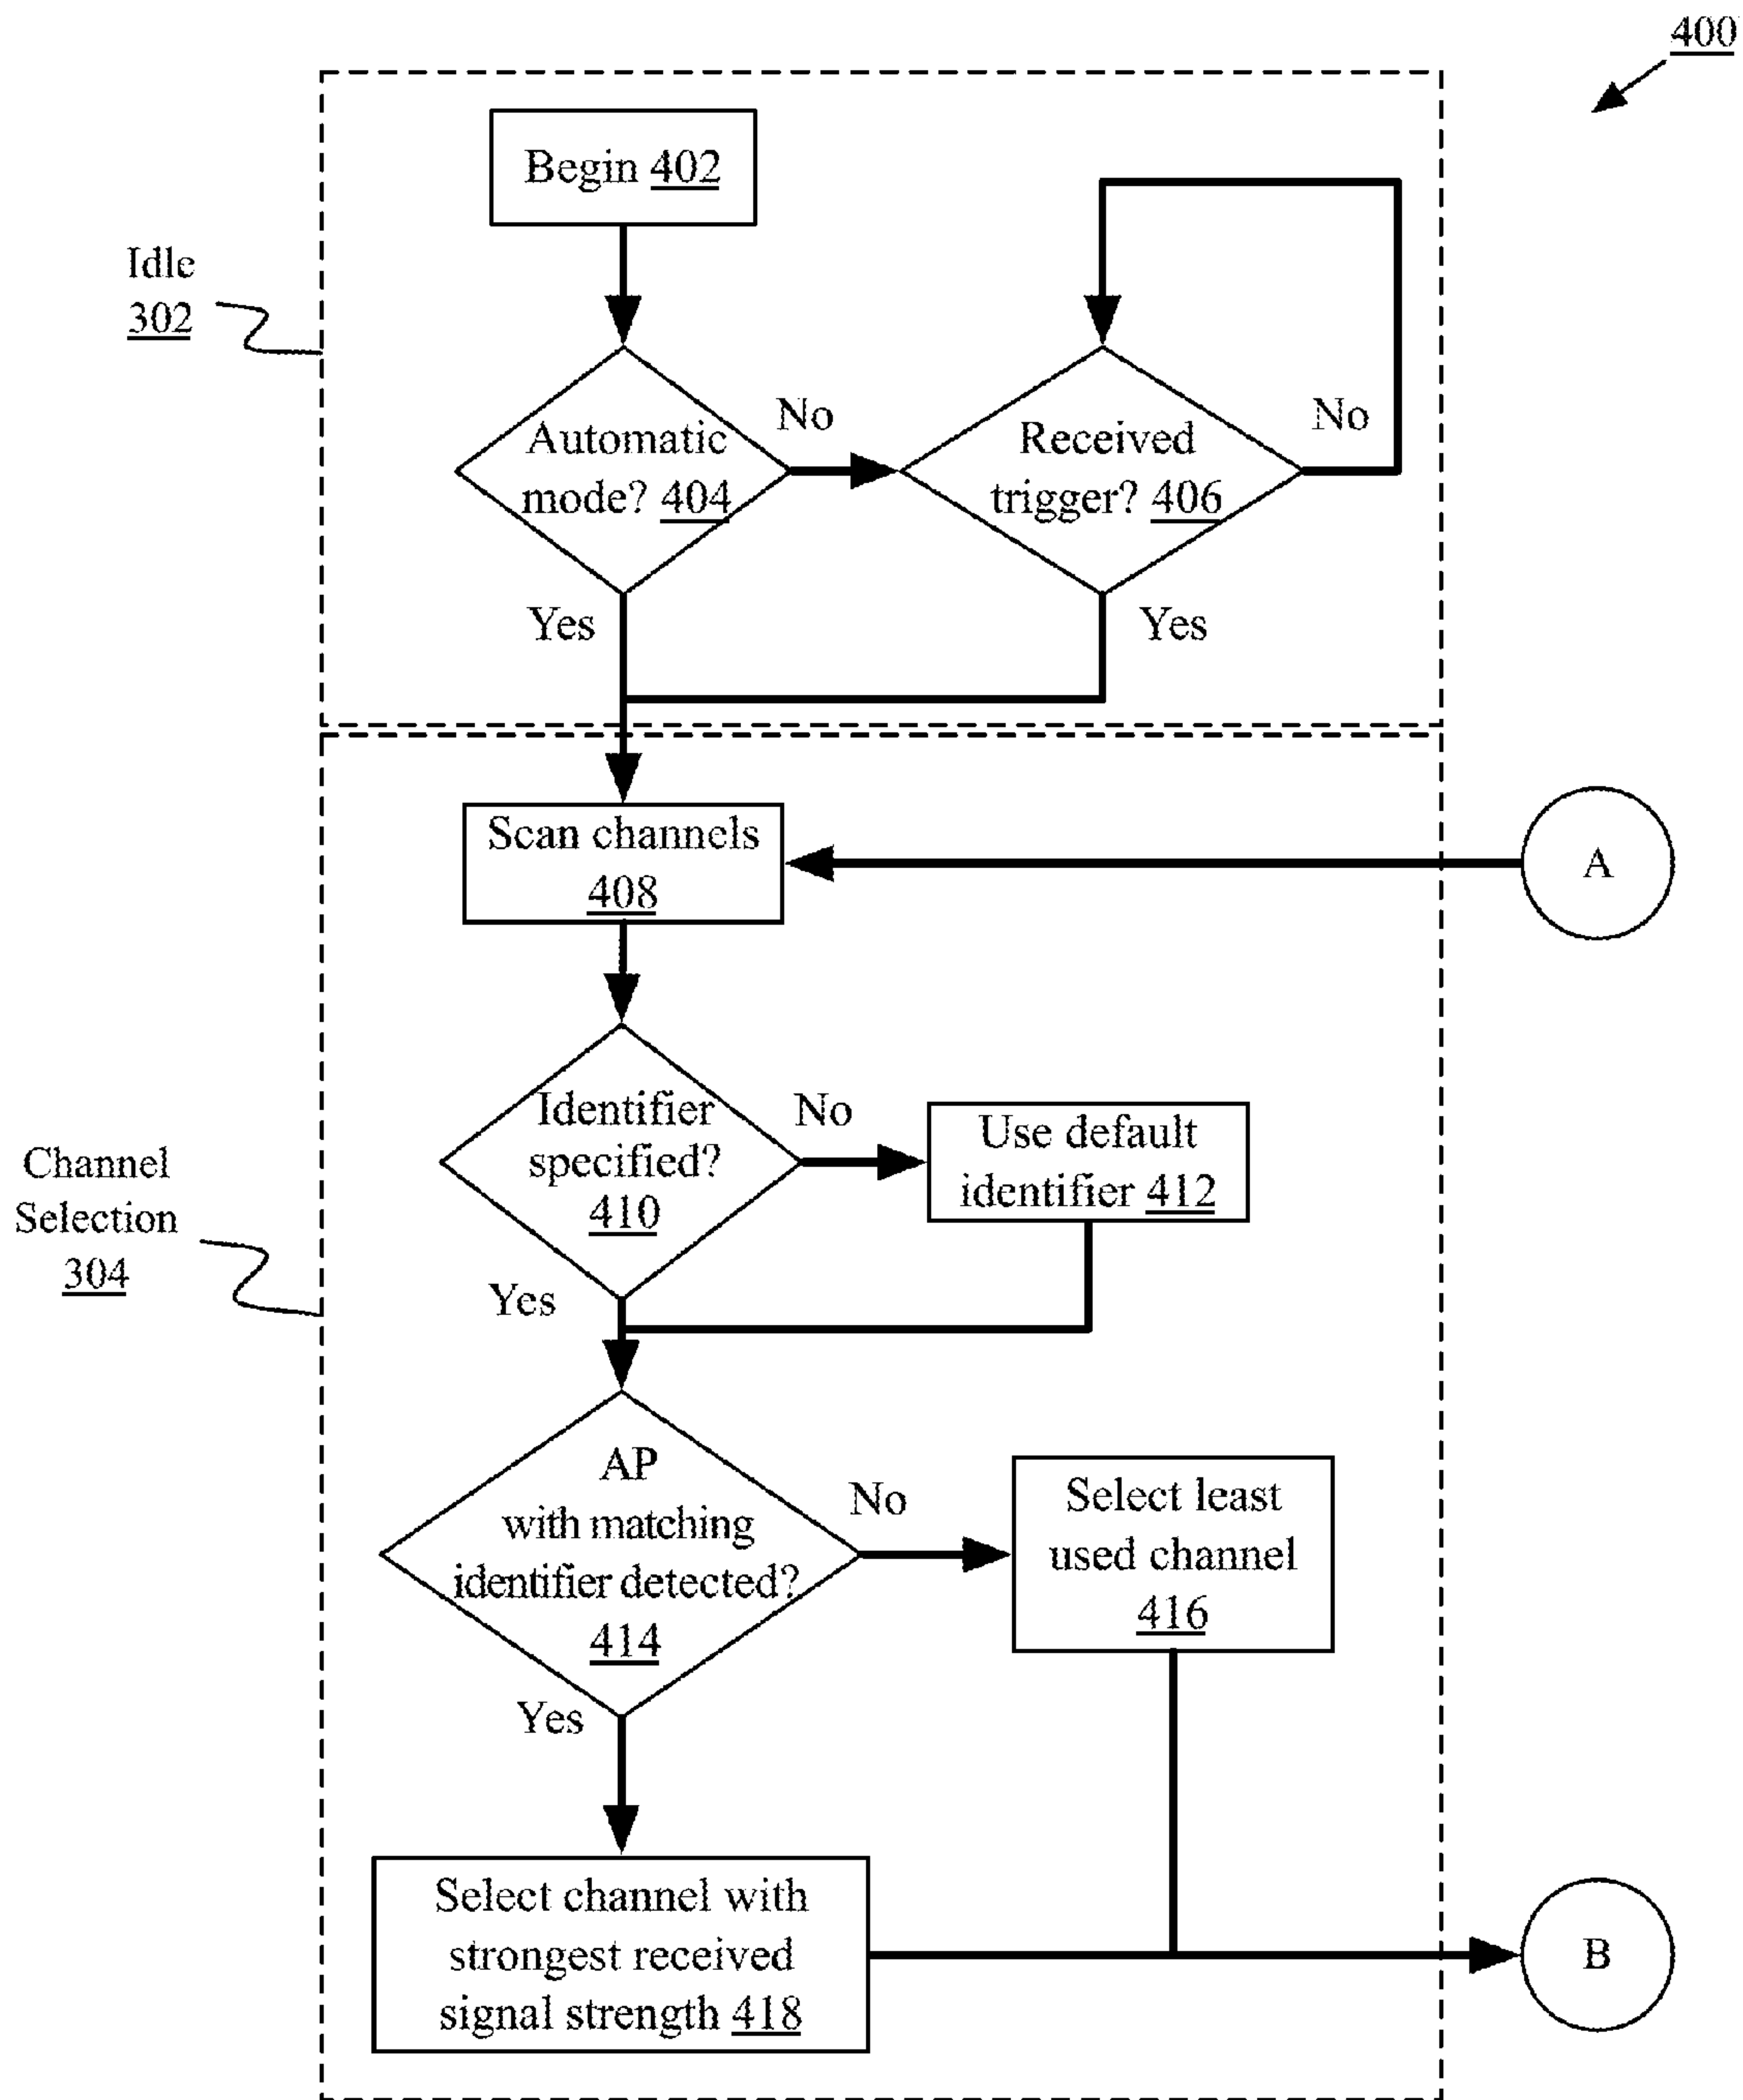 400
Begin 402
Idle
302
Automatic
mode? 404
No
Received
trigger? 406
No
Yes
Yes
Scan channels
408
A
Identifier
specified?
410
No
Use default
identifier 412
Channel
Selection
304
Yes
AP
with matching
identifier detected?
414
No
Select least
used channel
416
Yes
Select channel with
strongest received
signal strength 418
B